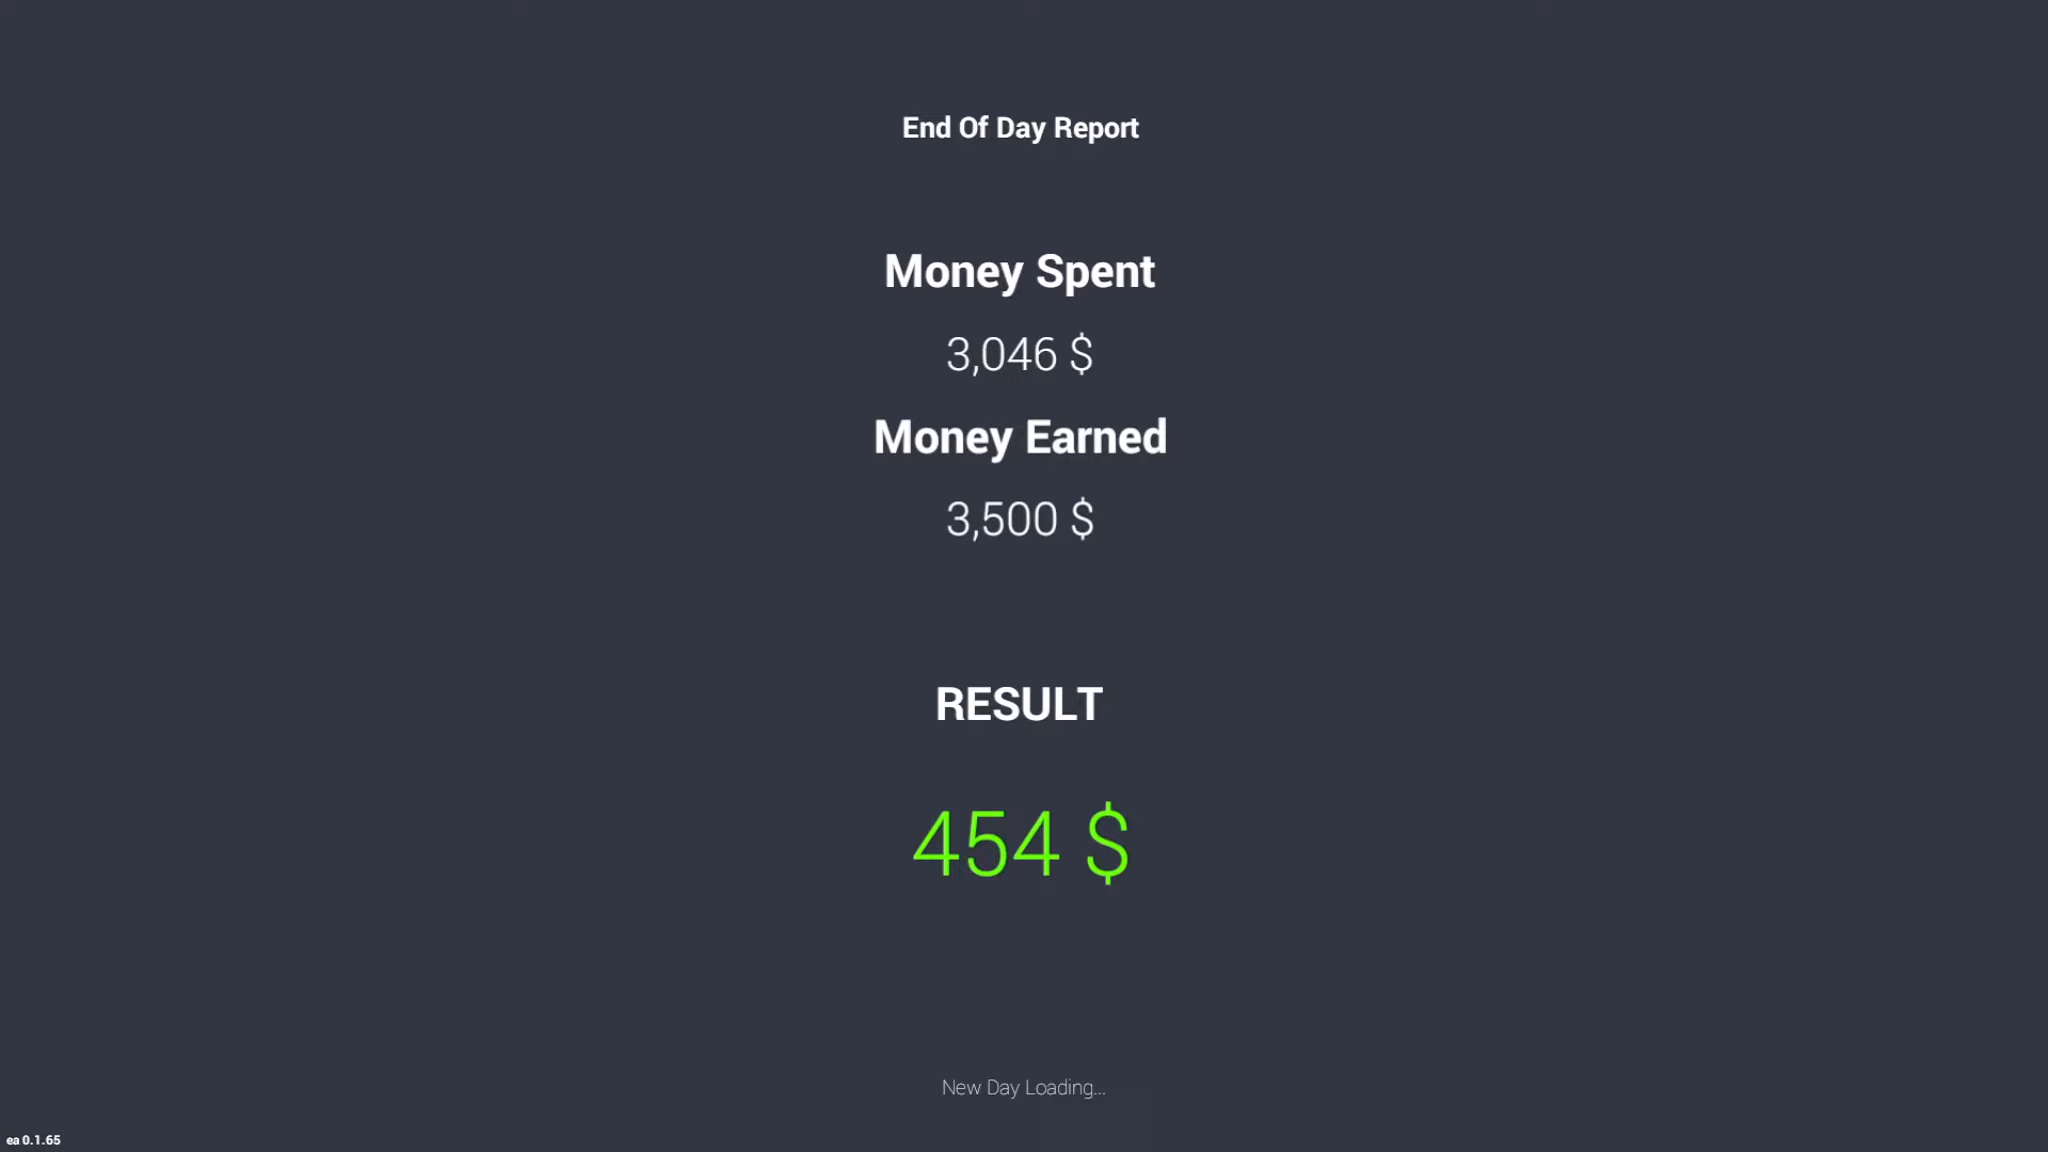 End Of Day Report
Money Spent
3,046 $
Money Earned
3,500 $
RESULT
454 $
New Day Loading...
ea 0.1.65